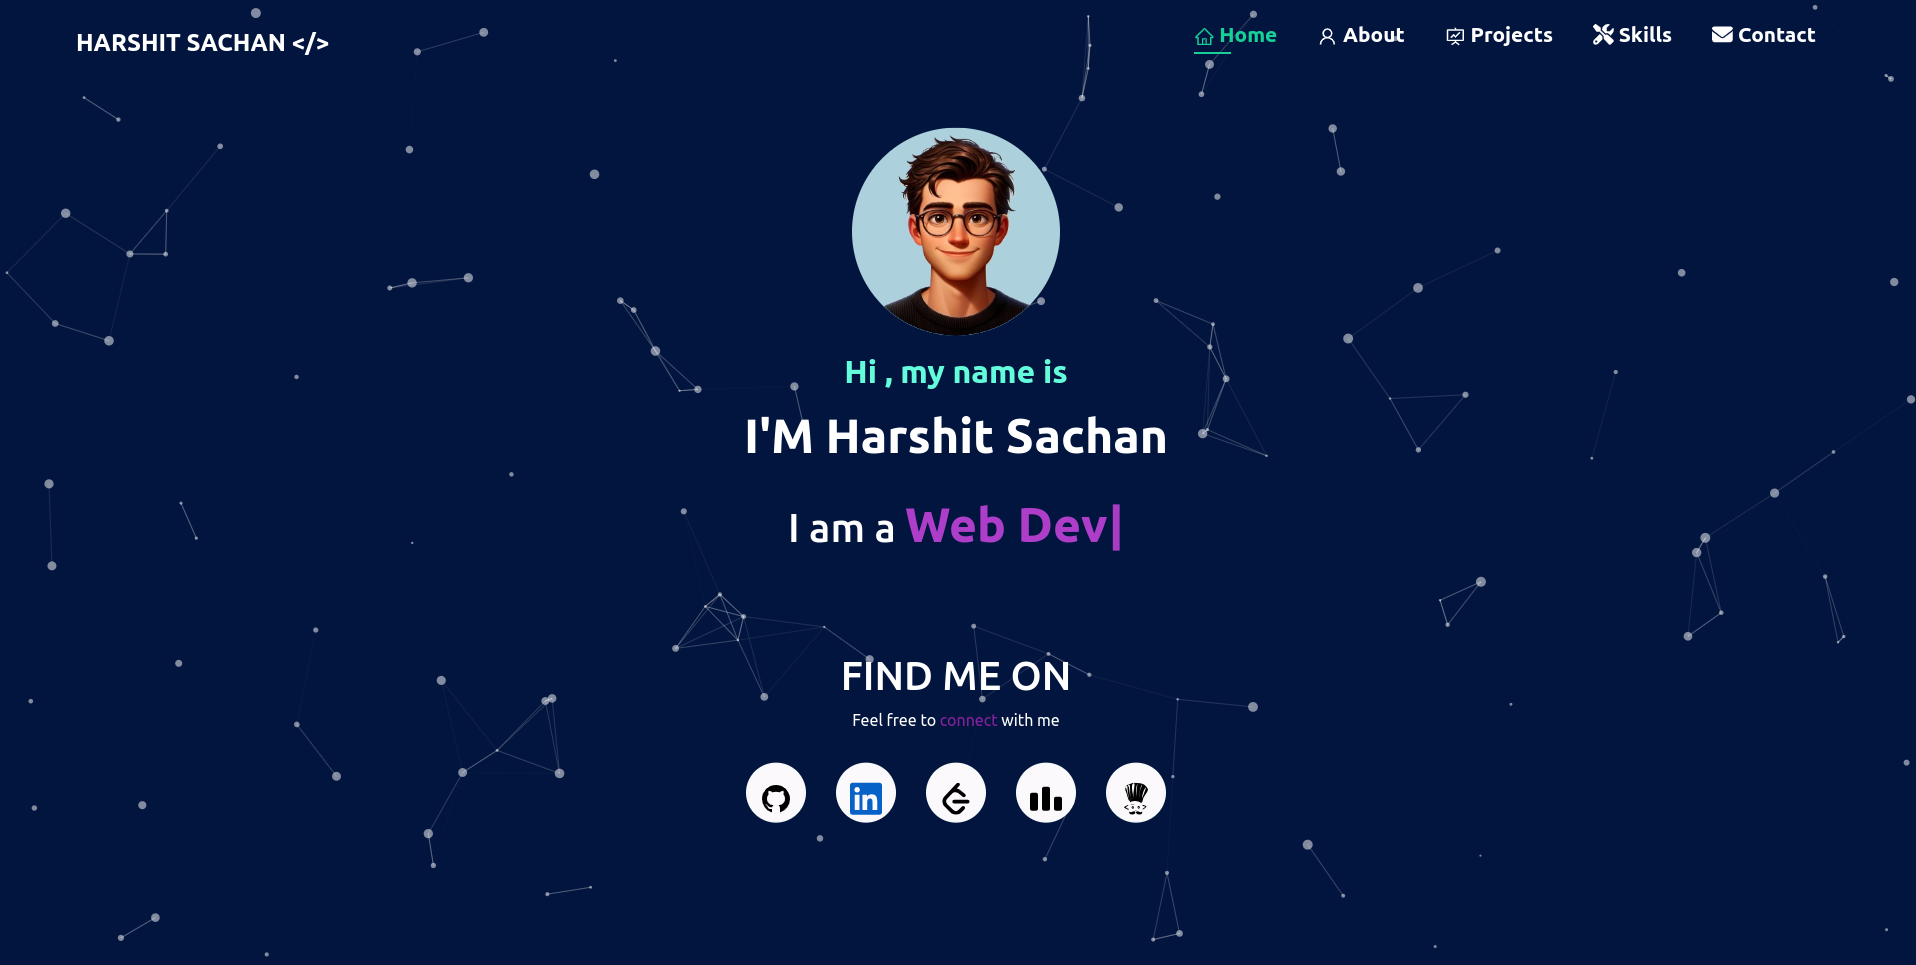 HARSHIT SACHAN </>
Home About Projects Skills Contact
Hi , my name is
I'M Harshit Sachan
I am a Web Dev|
FIND ME ON
Feel free to connect with me
in